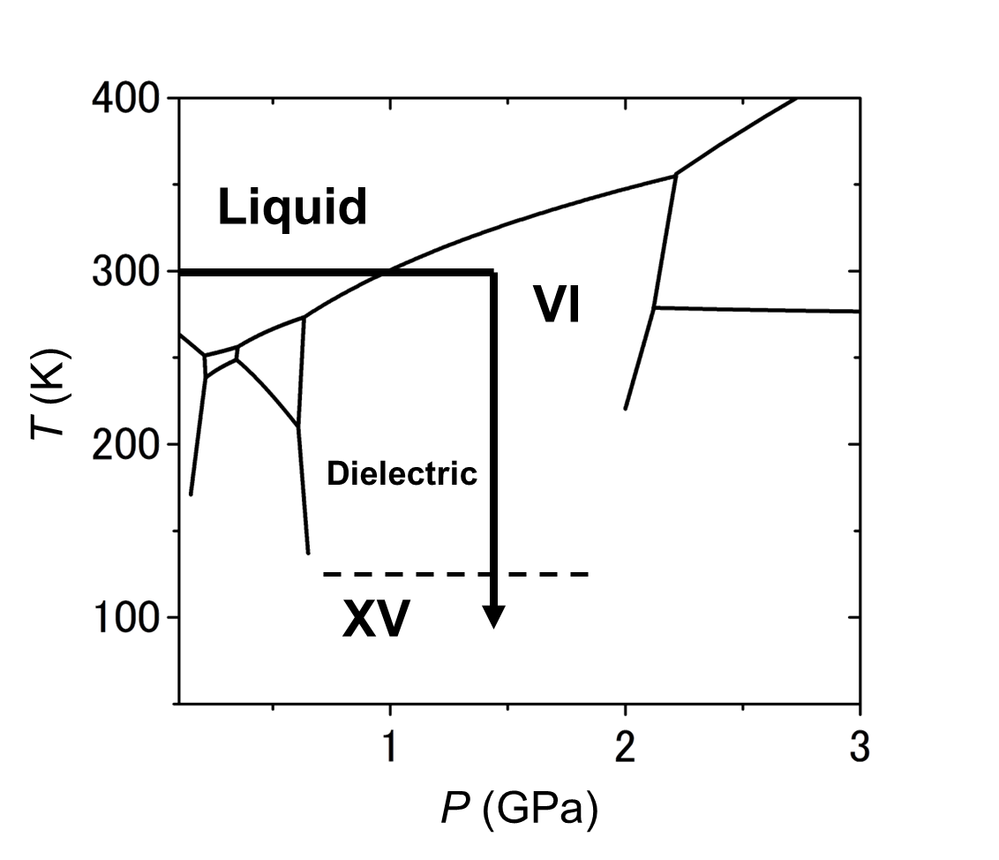 400
Liquid
300
VI
T (K)
200
Dielectric
100
XV
1
2
3
P (GPa)